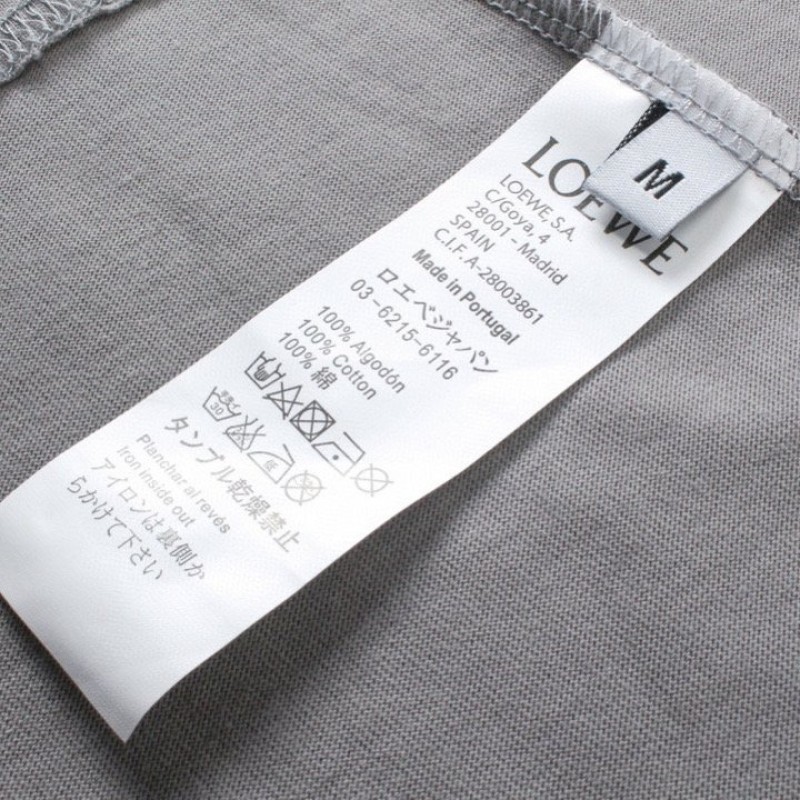 LOEWE
M
LOEWE, S.A.
C/Goya, 4
28001 - Madrid
SPAIN
C.I.F. A-28003861
Made in Portugal
ロエベジャパン
03-6215-6116
100% Algodón
100% Cotton
100% 綿
30
タンブル乾燥禁止
Planchar al revés
Iron inside out
アイロンは裏側か
らかけて下さい